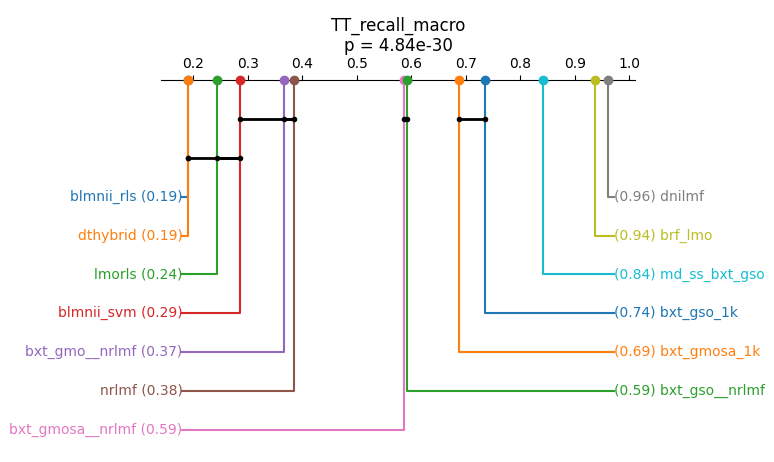 TT_recall_macro
p = 4.84e-30
0.2 0.3 0.4 0.5 0.6 0.7 0.8 0.9 1.0
blmnii_rls (0.19) (0.96) dnilmf
dthybrid (0.19) (0.94) brf_lmo
lmorls (0.24) (0.84) md_ss_bxt_gso
blmnii_svm (0.29) (0.74) bxt_gso_1k
bxt_gmo__nrlmf (0.37) (0.69) bxt_gmosa_1k
nrlmf (0.38) (0.59) bxt_gso__nrlmf
bxt_gmosa__nrlmf (0.59)